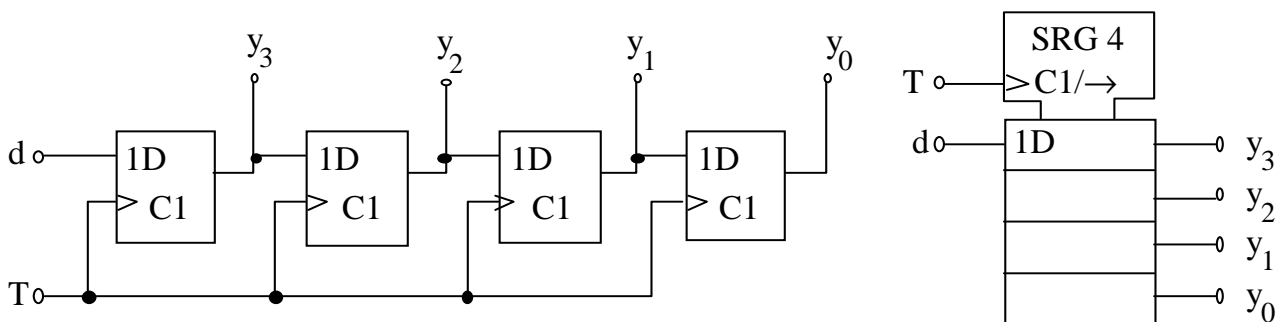 y3 y2 y1 y0
d 1D 1D 1D 1D
C1 C1 C1 C1
T
SRG 4
T C1/→
d 1D y3
y2
y1
y0